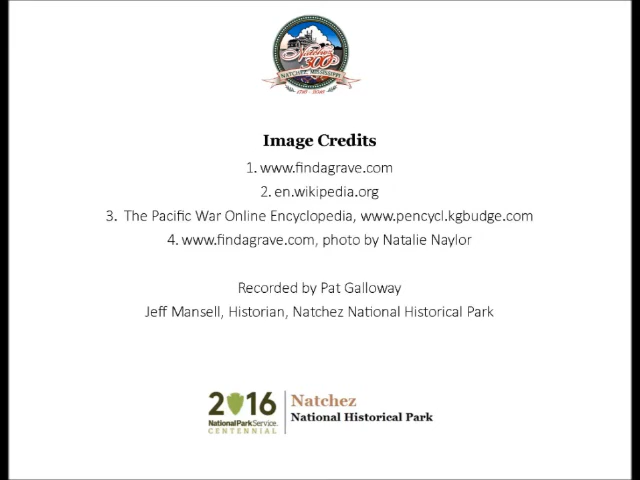 Natchez
300
NATCHEZ, MISSISSIPPI
Image Credits
1. www.findagrave.com
2. en.wikipedia.org
3. The Pacific War Online Encyclopedia, www.pencycl.kgbudge.com
4. www.findagrave.com, photo by Natalie Naylor
Recorded by Pat Galloway
Jeff Mansell, Historian, Natchez National Historical Park
2016
National Park Service
CENTENNIAL
Natchez
National Historical Park